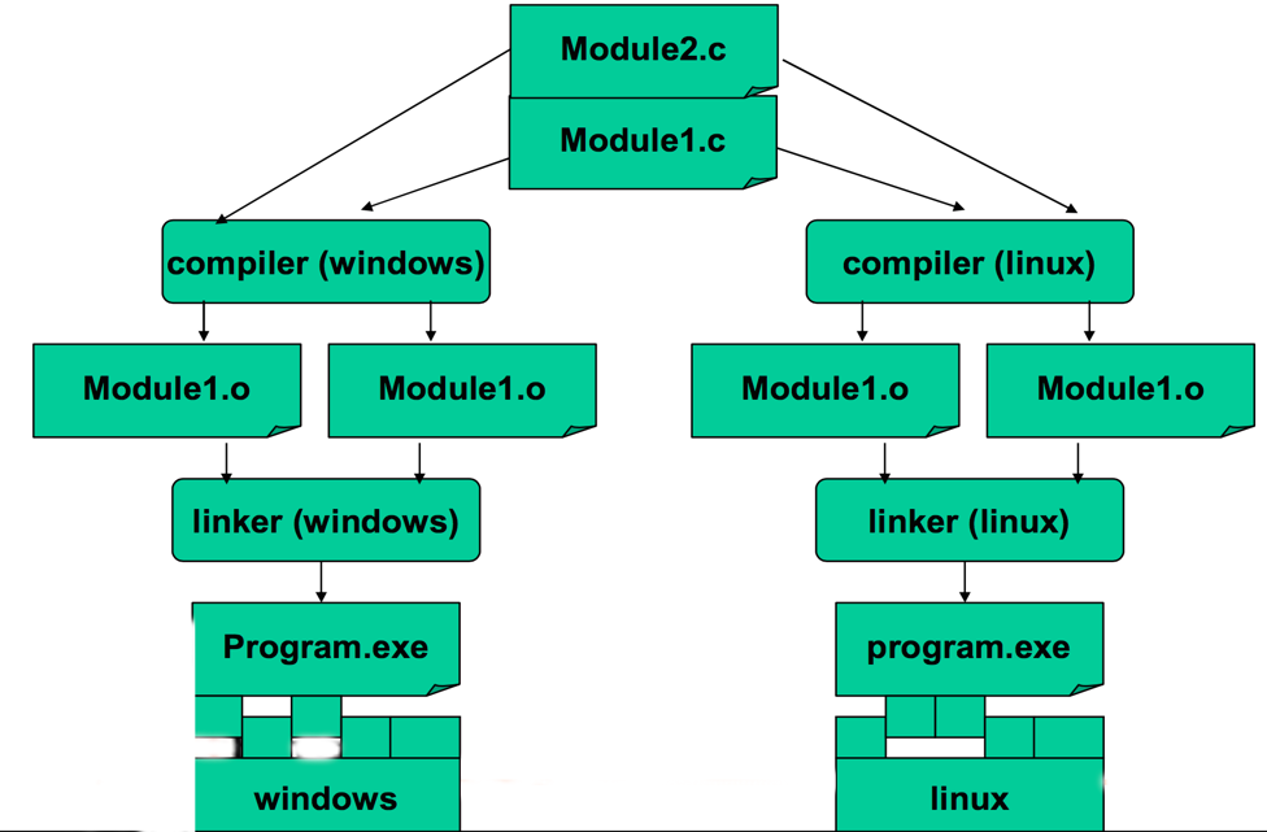 Module2.c
Module1.c
compiler (windows)
compiler (linux)
Module1.o
Module1.o
Module1.o
Module1.o
linker (windows)
linker (linux)
Program.exe
program.exe
windows
linux